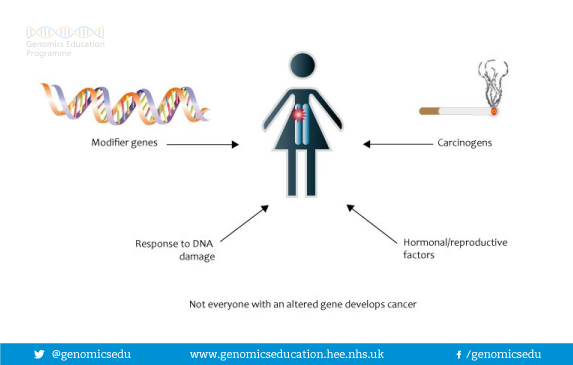 Genomics Education
Programme
Modifier genes
Carcinogens
Response to DNA
damage
Hormonal/reproductive
factors
Not everyone with an altered gene develops cancer
@genomicsedu
www.genomicseducation.hee.nhs.uk
/genomicsedu